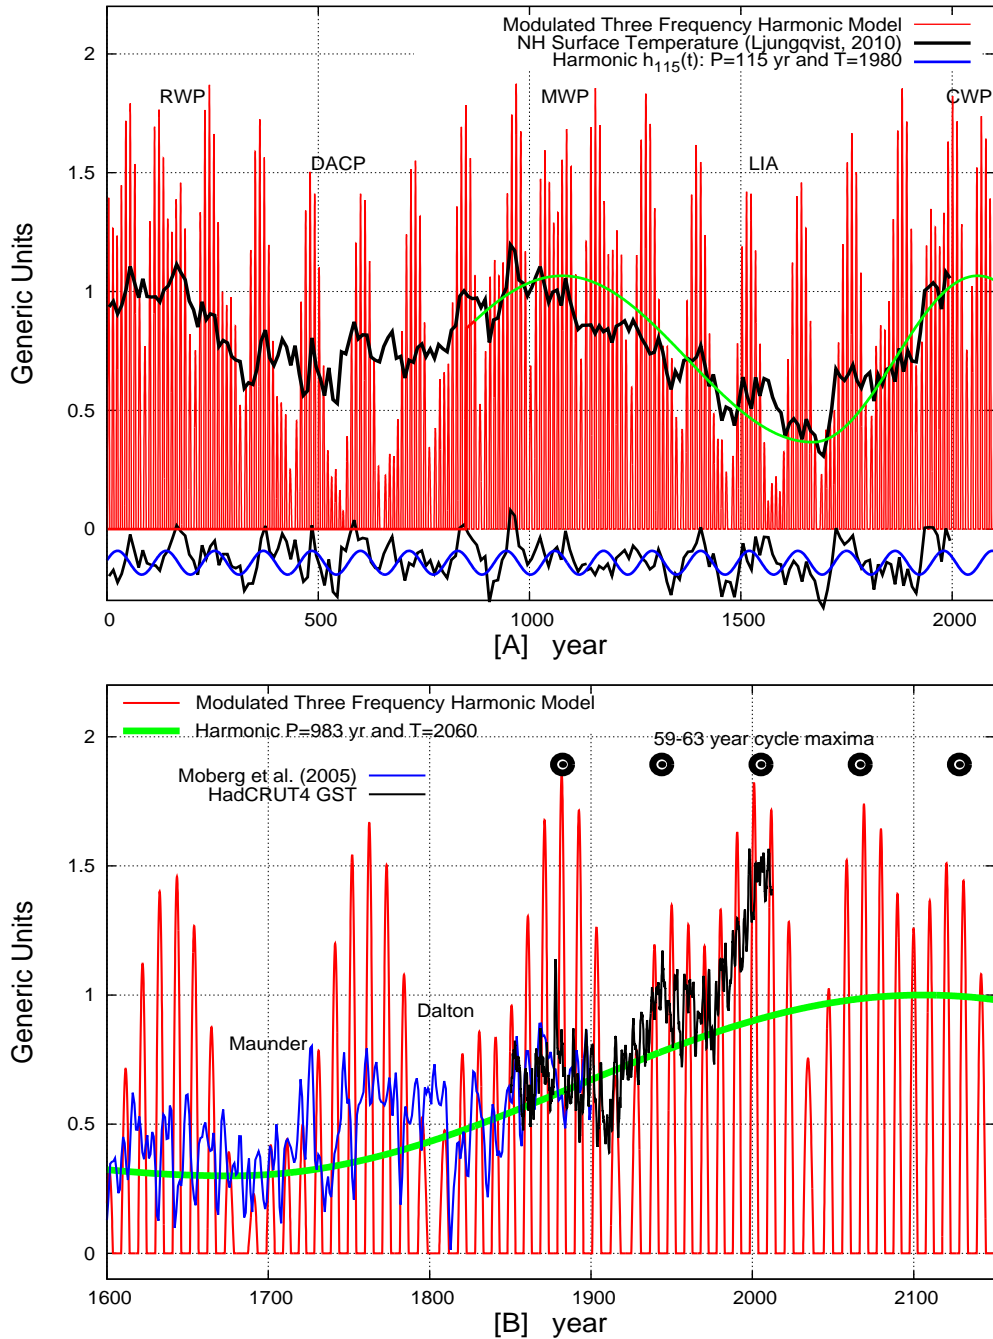 Modulated Three Frequency Harmonic Model
NH Surface Temperature (Ljungqvist, 2010)
Harmonic h115(t): P=115 yr and T=1980
RWP
MWP
CWP
DACP
LIA
Generic Units
2
1.5
1
0.5
0
0
500
1000
1500
2000
[A] year
Modulated Three Frequency Harmonic Model
Harmonic P=983 yr and T=2060
59-63 year cycle maxima
Moberg et al. (2005)
HadCRUT4 GST
Dalton
Maunder
Generic Units
2
1.5
1
0.5
0
1600
1700
1800
1900
2000
2100
[B] year